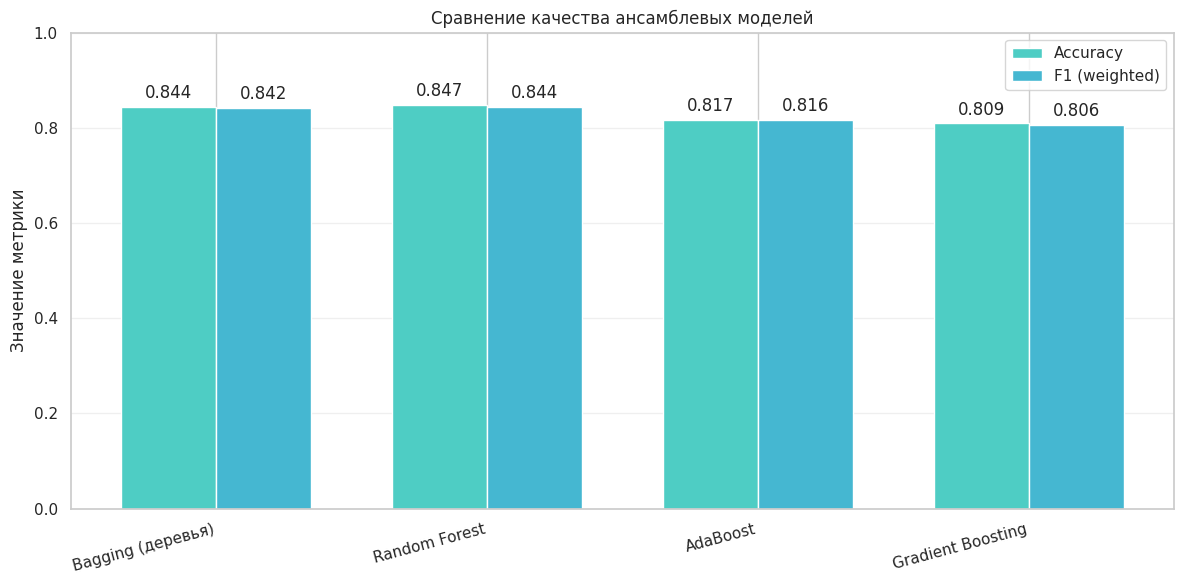 Сравнение качества ансамблевых моделей
Accuracy
F1 (weighted)
Значение метрики
1.0
0.8
0.6
0.4
0.2
0.0
0.844
0.842
0.847
0.844
0.817
0.816
0.809
0.806
Bagging (деревья)
Random Forest
AdaBoost
Gradient Boosting